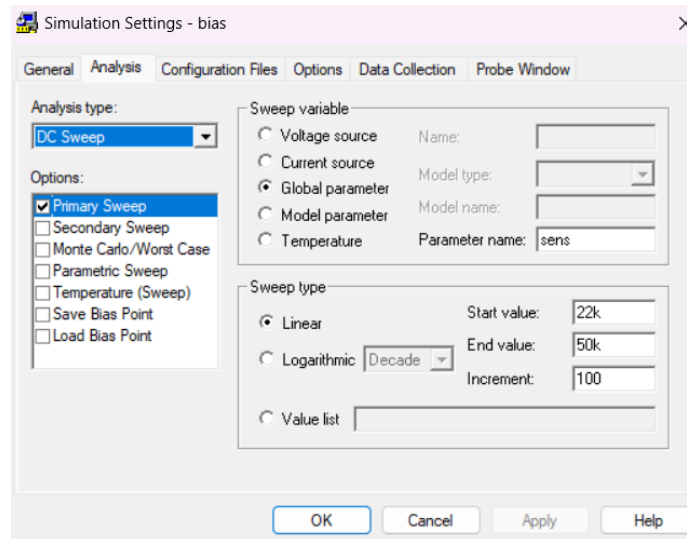 Simulation Settings - bias
General Analysis Configuration Files Options Data Collection Probe Window
Analysis type:
DC Sweep
Options:
Primary Sweep
Secondary Sweep
Monte Carlo/Worst Case
Parametric Sweep
Temperature (Sweep)
Save Bias Point
Load Bias Point
Sweep variable
Voltage source
Current source
Global parameter
Model parameter
Temperature
Name:
Model type:
Model name:
Parameter name: sens
Sweep type
Linear
Logarithmic Decade
Start value: 22k
End value: 50k
Increment: 100
Value list
OK Cancel Apply Help